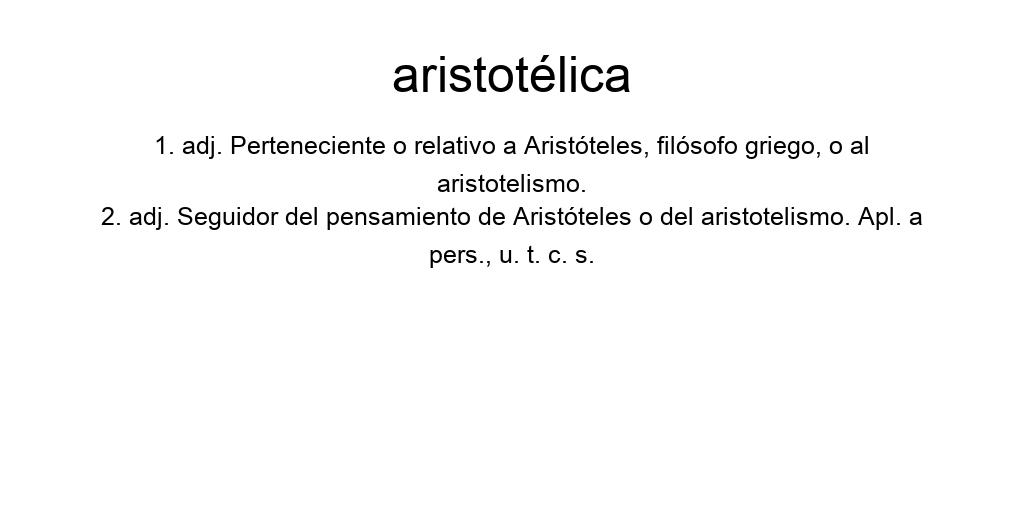 aristotélica
1. adj. Perteneciente o relativo a Aristóteles, filósofo griego, o al
aristotelismo.
2. adj. Seguidor del pensamiento de Aristóteles o del aristotelismo. Apl. a
pers., u. t. c. s.